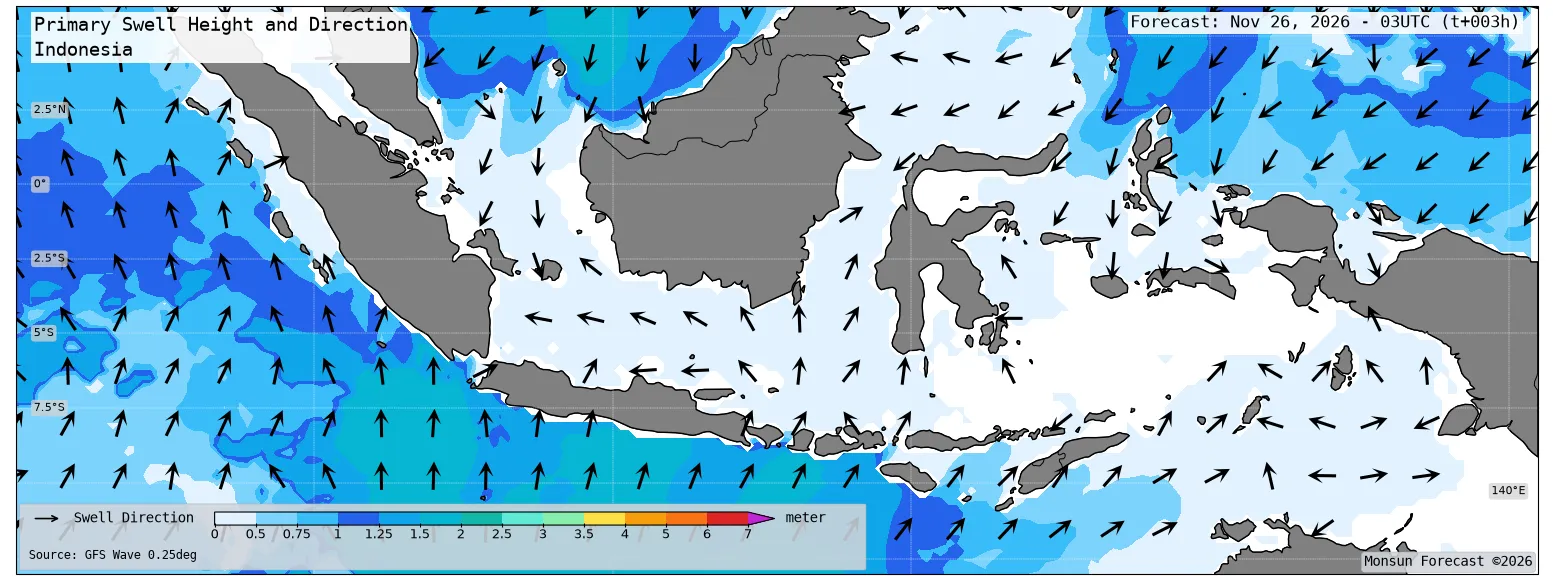 Primary Swell Height and Direction
Indonesia
Forecast: Nov 26, 2026 - 03UTC (t+003h)
2.5°N
0°
2.5°S
5°S
7.5°S
140°E
Swell Direction
meter
0 0.5 0.75 1 1.25 1.5 2 2.5 3 3.5 4 5 6 7
Source: GFS Wave 0.25deg
Monsun Forecast ©2026